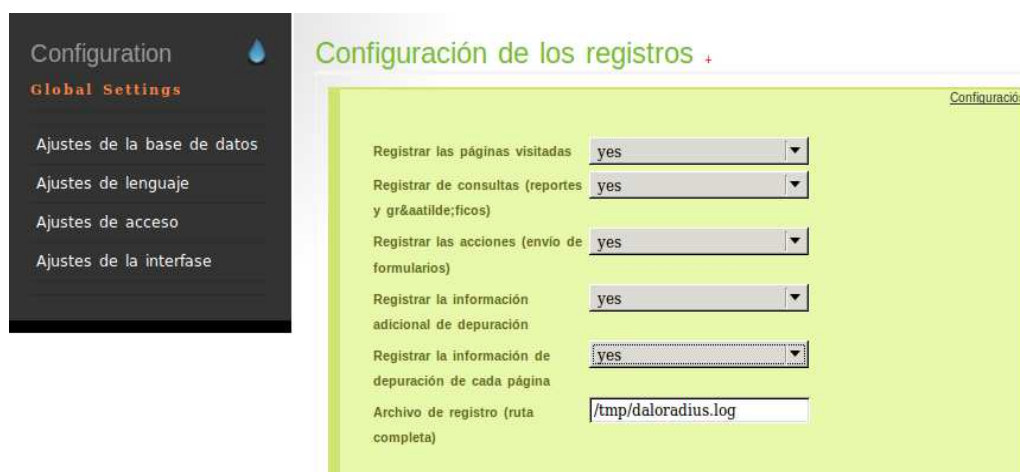 Configuration
Global Settings
Ajustes de la base de datos
Ajustes de lenguaje
Ajustes de acceso
Ajustes de la interfase
Configuración de los registros +
Configuració
Registrar las páginas visitadas yes
Registrar de consultas (reportes yes
y gr&aatilde;ficos)
Registrar las acciones (envío de yes
formularios)
Registrar la información yes
adicional de depuración
Registrar la información de yes
depuración de cada página
Archivo de registro (ruta /tmp/daloradius.log
completa)